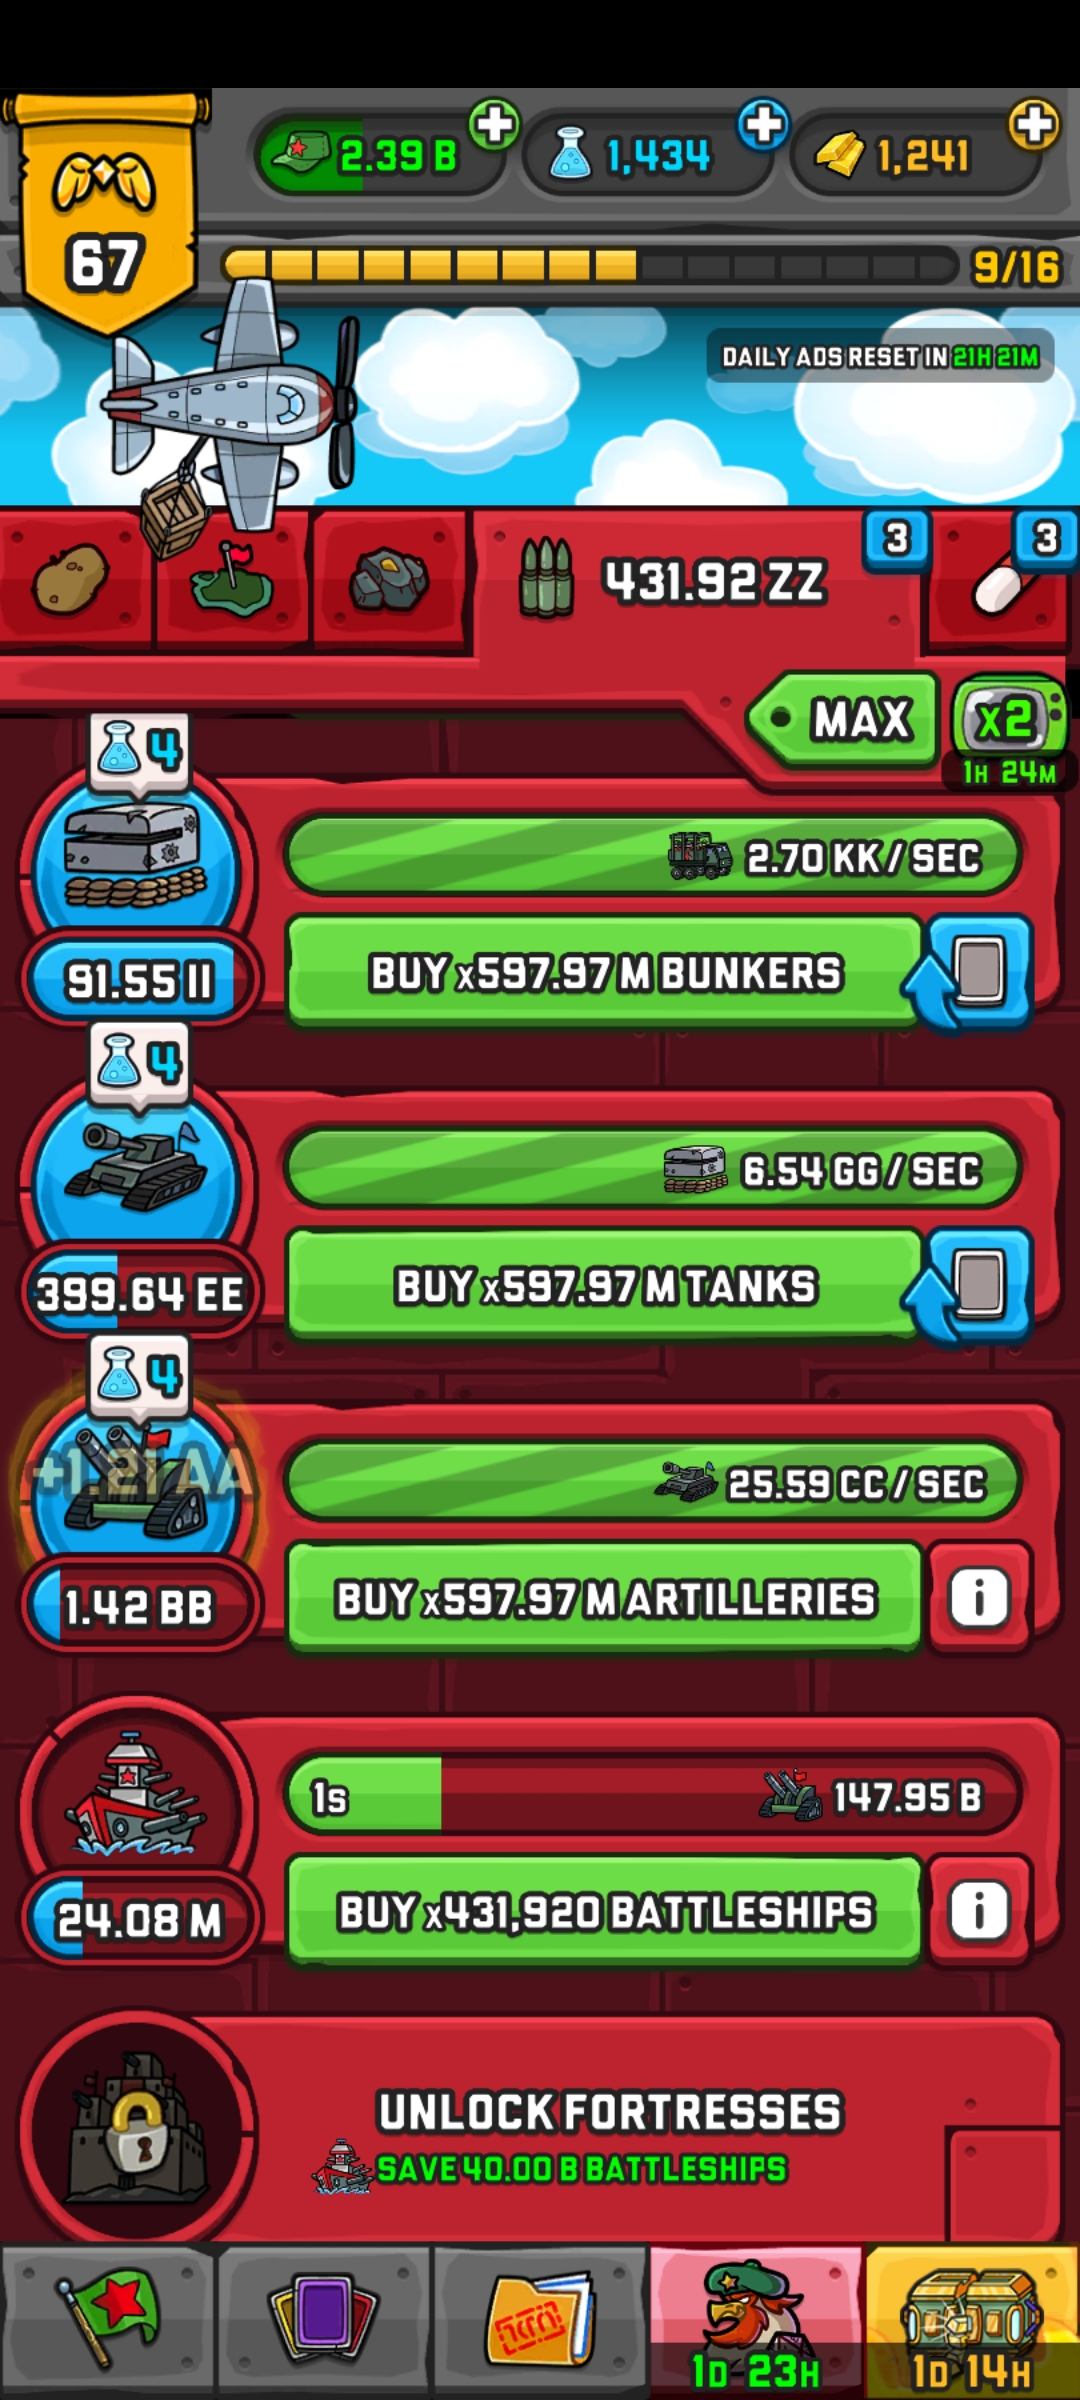 67
2.39 B
1,434
1,241
9/16
DAILY ADS RESET IN 21H 21M
431.92 ZZ
3
3
MAX
x2
1H 24M
4
2.70 KK / SEC
91.55 II
BUY x597.97 M BUNKERS
4
6.54 GG / SEC
399.64 EE
BUY x597.97 M TANKS
4
+1.21 AA
25.59 CC / SEC
1.42 BB
BUY x597.97 M ARTILLERIES
i
1s
147.95 B
24.08 M
BUY x431,920 BATTLESHIPS
i
UNLOCK FORTRESSES
SAVE 40.00 B BATTLESHIPS
1D 23H
1D 14H